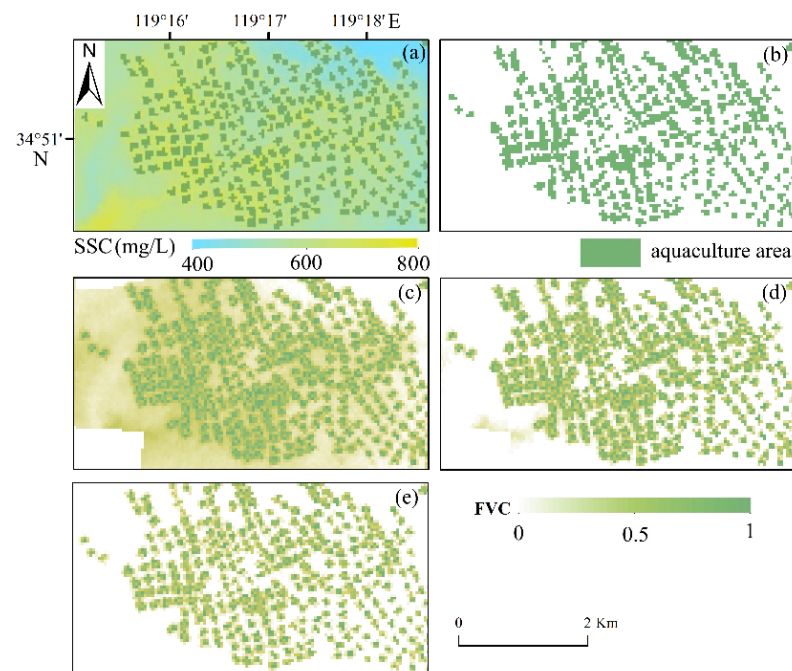 119°16′ 119°17′ 119°18′ E
N
(a)
(b)
34°51′
N
SSC(mg/L)
400 600 800
aquaculture area
(c)
(d)
(e)
FVC
0 0.5 1
0 2 Km